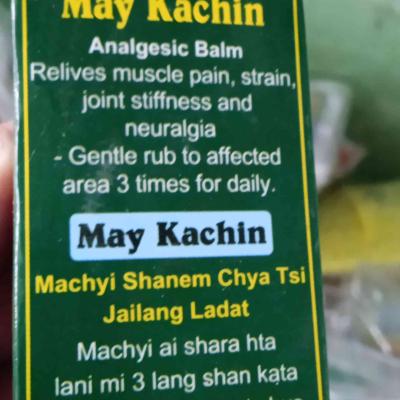 May Kachin
Analgesic Balm
Relives muscle pain, strain,
joint stiffness and
neuralgia
- Gentle rub to affected
area 3 times for daily.
May Kachin
Machyi Shanem Chya Tsi
Jailang Ladat
Machyi ai shara hta
lani mi 3 lang shan kata